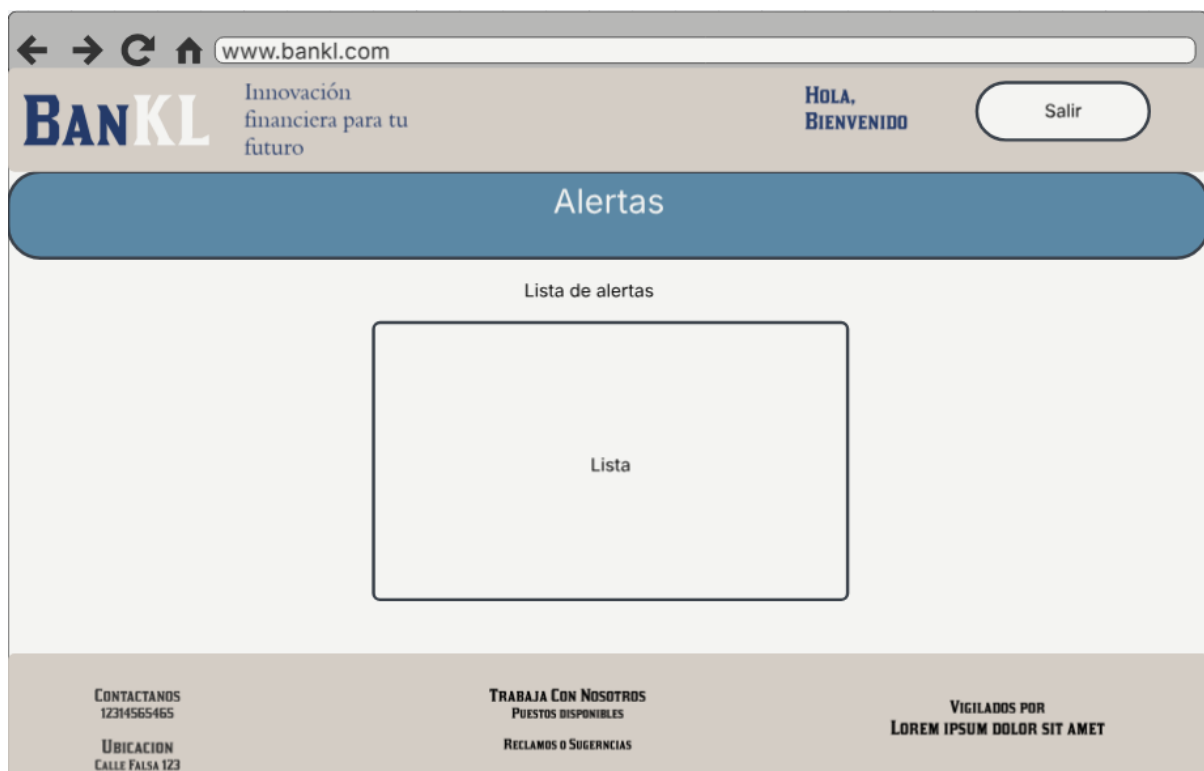 www.bankl.com
BANKL
Innovación
financiera para tu
futuro
HOLA,
BIENVENIDO
Salir
Alertas
Lista de alertas
Lista
CONTACTANOS
12314565465
UBICACION
CALLE FALSA 123
TRABAJA CON NOSOTROS
PUESTOS DISPONIBLES
RECLAMOS O SUGERNCIAS
VIGILADOS POR
LOREM IPSUM DOLOR SIT AMET